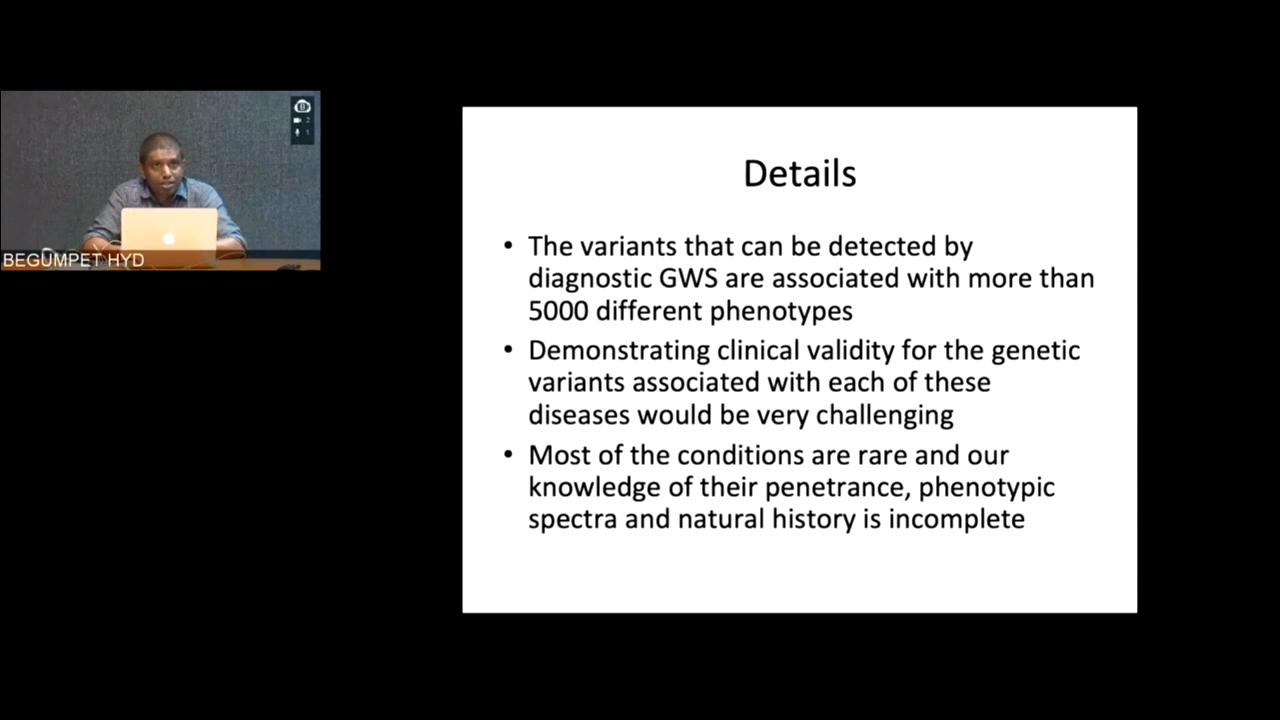 2
1
BEGUMPET HYD
Details
• The variants that can be detected by
diagnostic GWS are associated with more than
5000 different phenotypes
• Demonstrating clinical validity for the genetic
variants associated with each of these
diseases would be very challenging
• Most of the conditions are rare and our
knowledge of their penetrance, phenotypic
spectra and natural history is incomplete